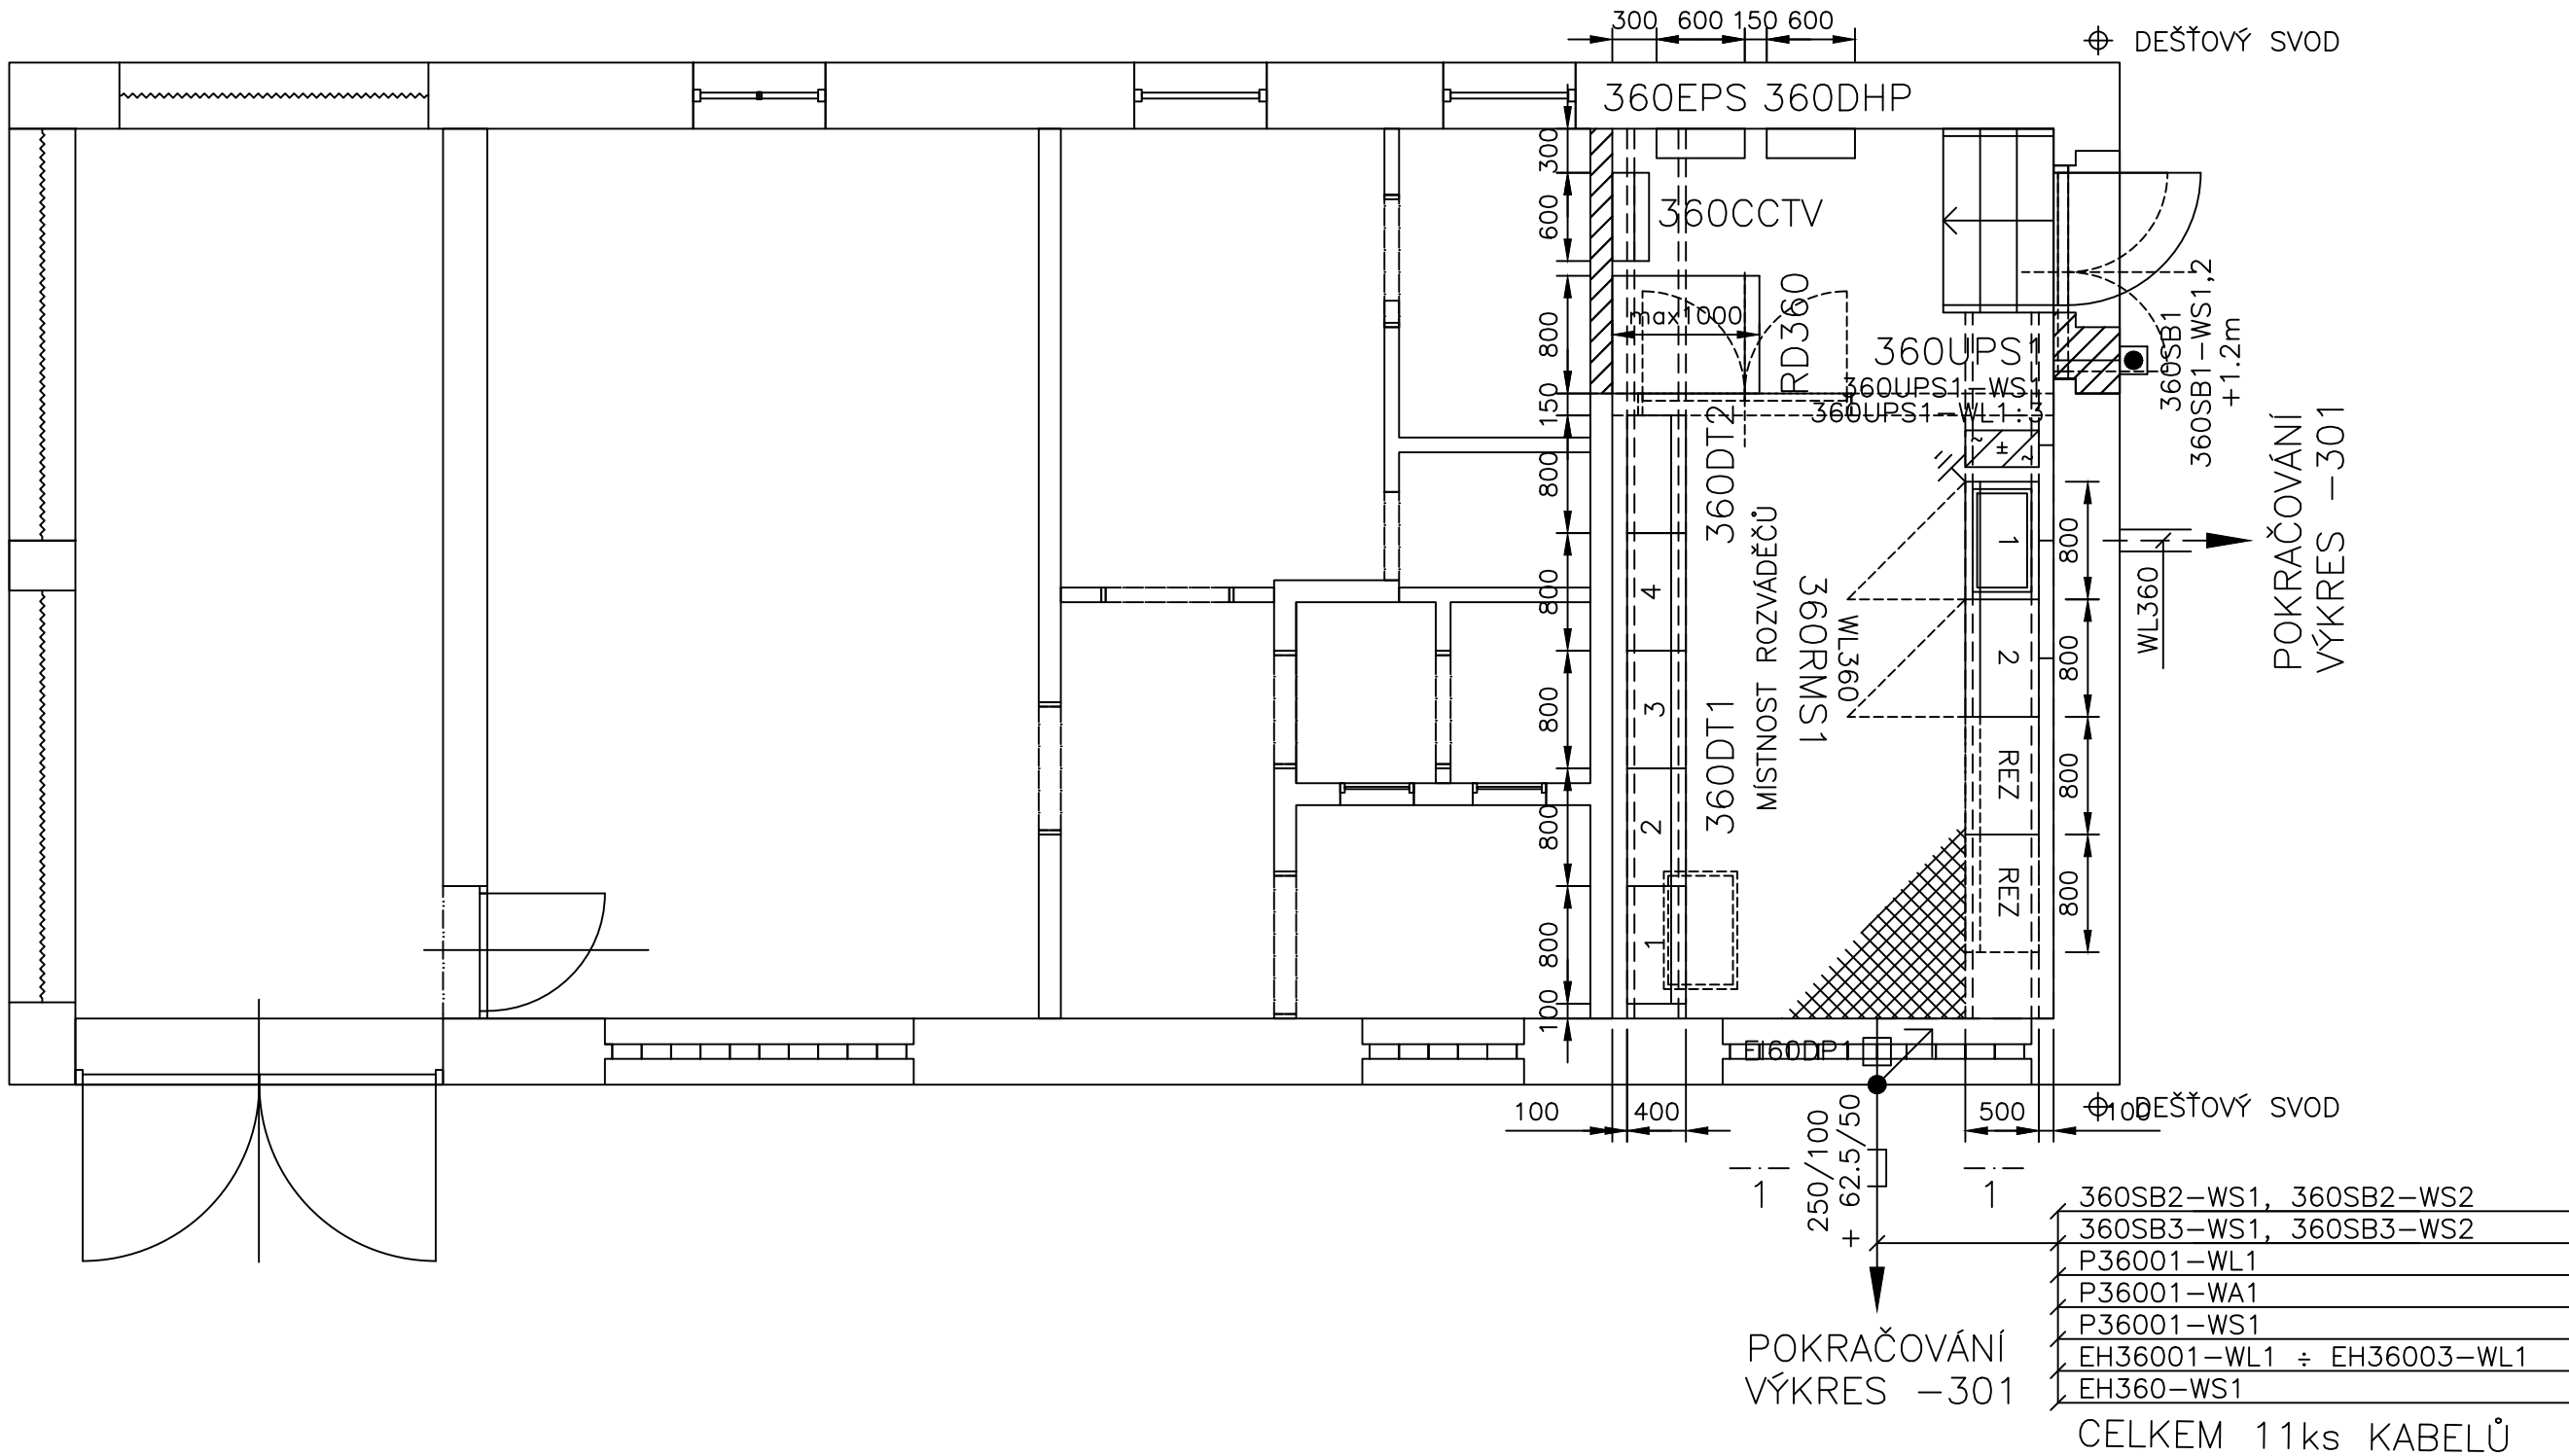 300 600 150 600
DEŠŤOVÝ SVOD
360EPS 360DHP
300
600
800
150
800
800
800
800
800
100
360CCTV
max1000
RD360
360UPS1
360UPS1-WS1
360UPS1-WL1÷3
360SB1
360SB1-WS1,2
+1.2m
POKRAČOVÁNÍ
VÝKRES -301
WL360
360DT2
360DT1
MÍSTNOST ROZVÁDĚČŮ
360RMS1
WL360
4
3
2
1
±
1
2
REZ
REZ
800
800
800
800
EI60DP1
100
400
500
100
DEŠŤOVÝ SVOD
250/100
+ 62.5/50
1
1
360SB2-WS1, 360SB2-WS2
360SB3-WS1, 360SB3-WS2
P36001-WL1
P36001-WA1
P36001-WS1
EH36001-WL1 ÷ EH36003-WL1
EH360-WS1
CELKEM 11ks KABELŮ
POKRAČOVÁNÍ
VÝKRES -301